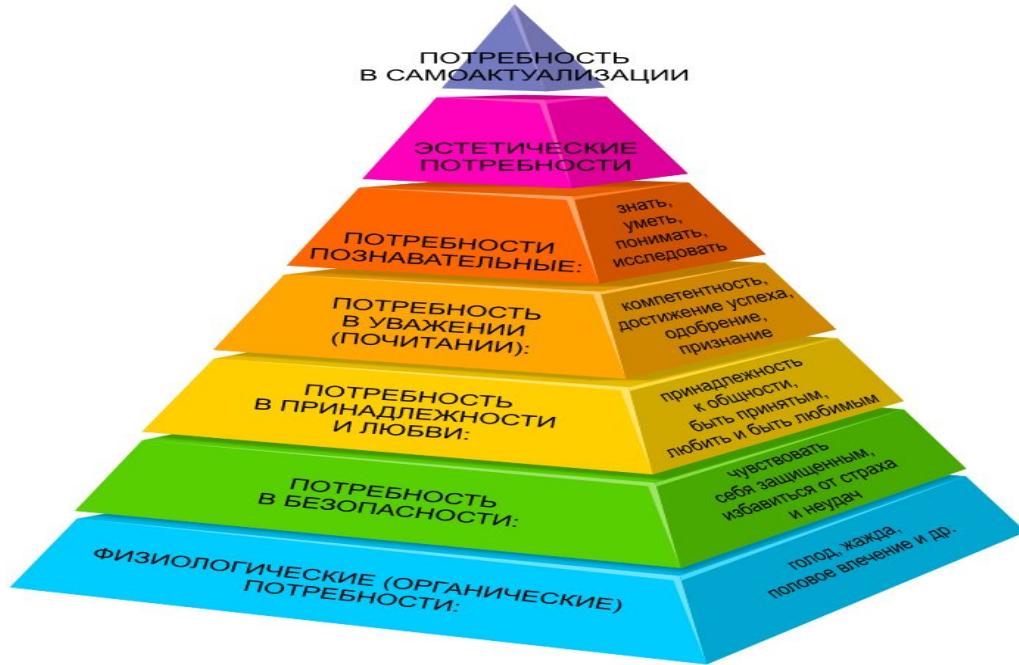 ПОТРЕБНОСТЬ
В САМОАКТУАЛИЗАЦИИ
ЭСТЕТИЧЕСКИЕ
ПОТРЕБНОСТИ
ПОТРЕБНОСТИ
ПОЗНАВАТЕЛЬНЫЕ:
знать,
уметь,
понимать,
исследовать
ПОТРЕБНОСТЬ
В УВАЖЕНИИ
(ПОЧИТАНИИ):
компетентность,
достижение успеха,
одобрение,
признание
ПОТРЕБНОСТЬ
В ПРИНАДЛЕЖНОСТИ
И ЛЮБВИ:
принадлежность
к общности,
быть принятым,
любить и быть любимым
ПОТРЕБНОСТЬ
В БЕЗОПАСНОСТИ:
чувствовать
себя защищенным,
избавиться от страха
и неудач
ФИЗИОЛОГИЧЕСКИЕ (ОРГАНИЧЕСКИЕ)
ПОТРЕБНОСТИ:
голод, жажда,
половое влечение и др.